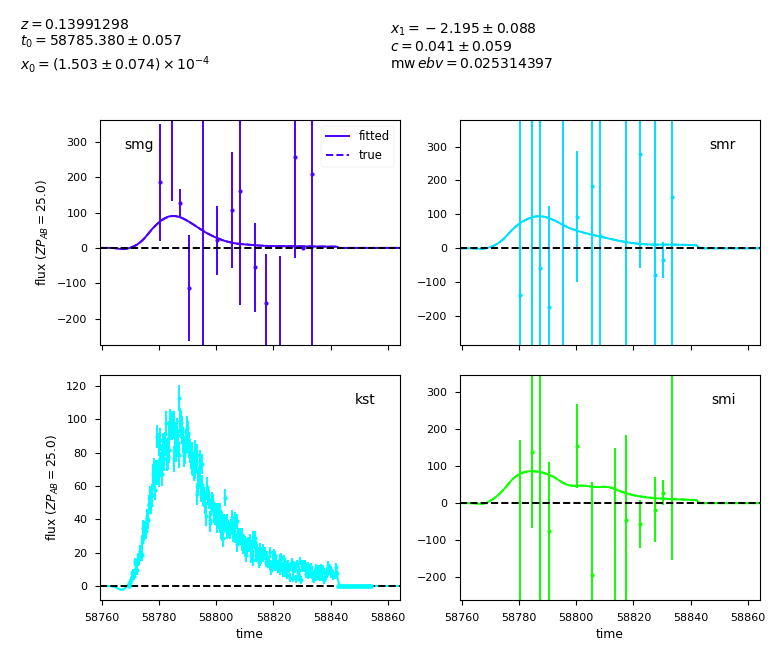 z = 0.13991298
t₀ = 58785.380 ± 0.057
x₀ = (1.503 ± 0.074) × 10⁻⁴
x₁ = −2.195 ± 0.088
c = 0.041 ± 0.059
mw ebv = 0.025314397
smg
fitted
true
300
200
100
0
−100
−200
flux (ZP_AB = 25.0)
smr
300
200
100
0
−100
−200
kst
120
100
80
60
40
20
0
flux (ZP_AB = 25.0)
58760 58780 58800 58820 58840 58860
time
smi
300
200
100
0
−100
−200
58760 58780 58800 58820 58840 58860
time